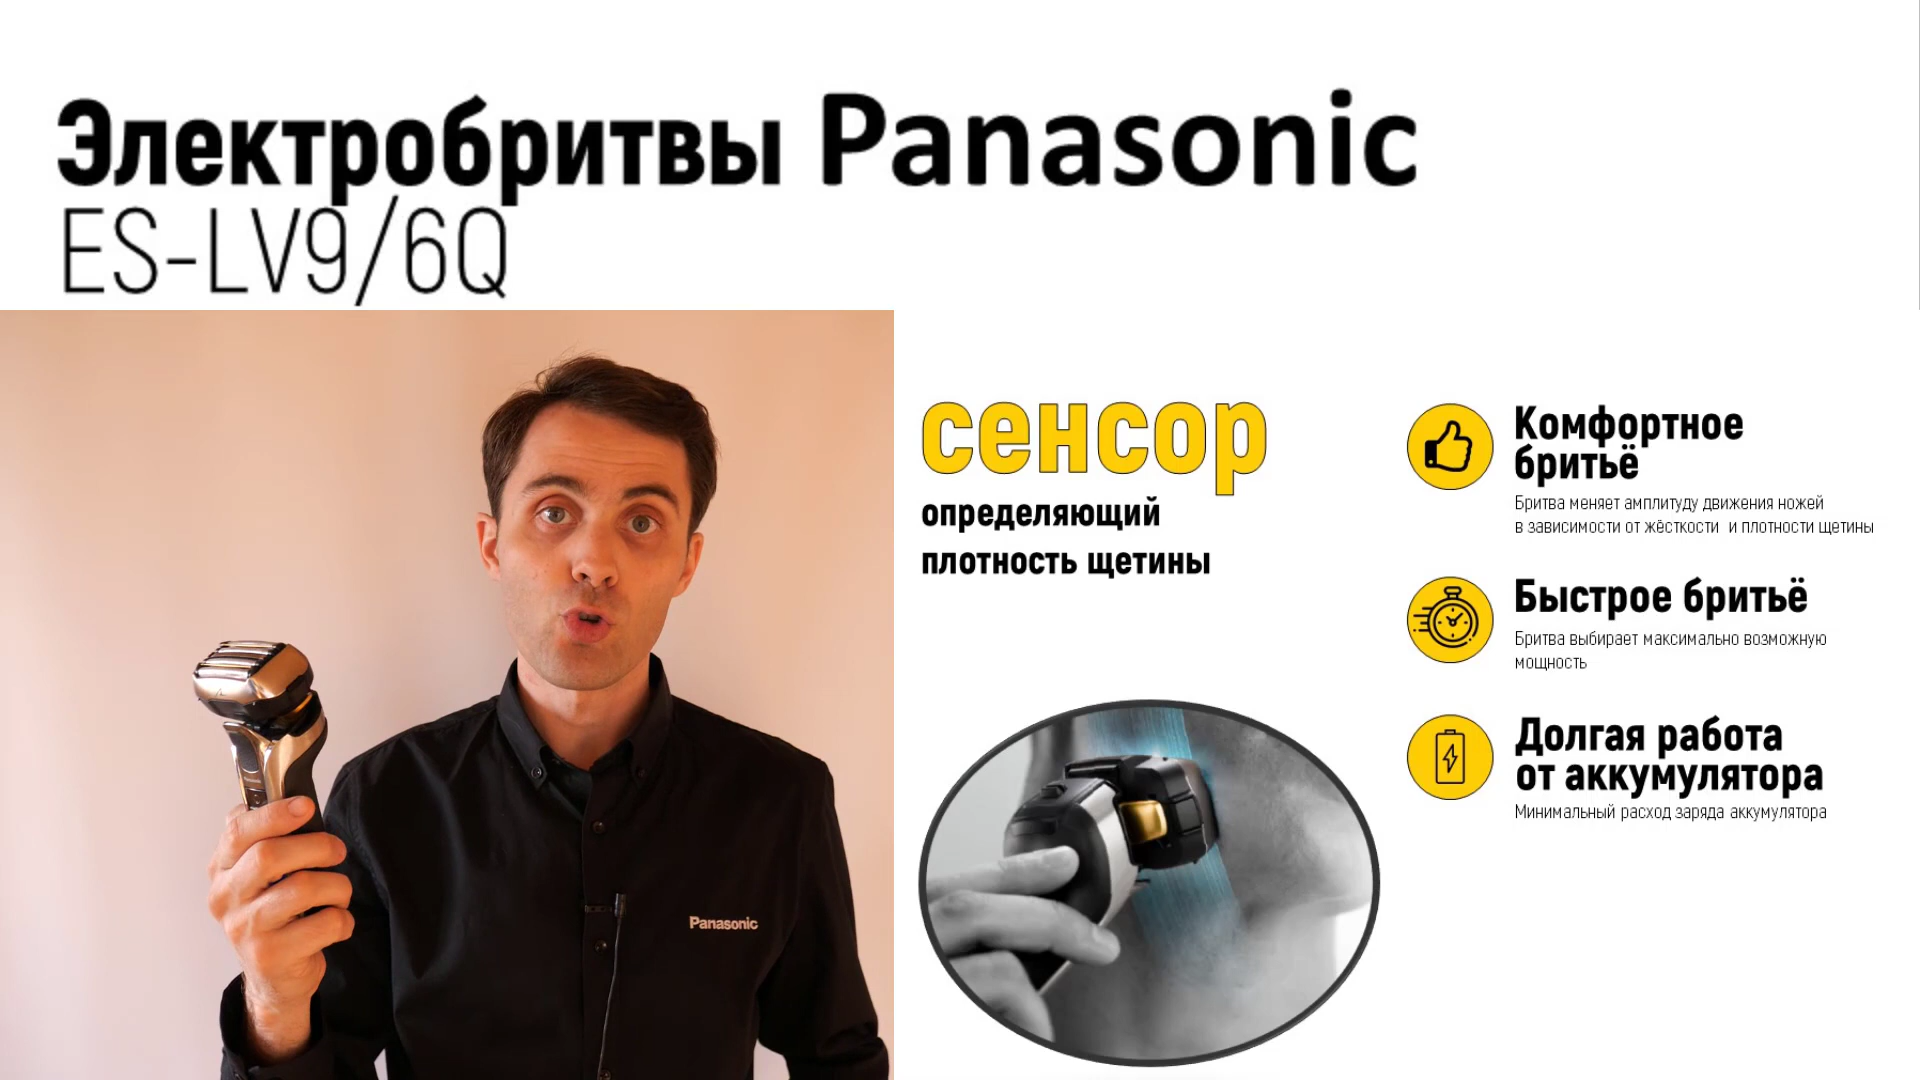 Электробритвы Panasonic
ES-LV9/6Q
сенсор
определяющий
плотность щетины
Комфортное
бритьё
Бритва меняет амплитуду движения ножей
в зависимости от жёсткости и плотности щетины
Быстрое бритьё
Бритва выбирает максимально возможную
мощность
Долгая работа
от аккумулятора
Минимальный расход заряда аккумулятора
Panasonic